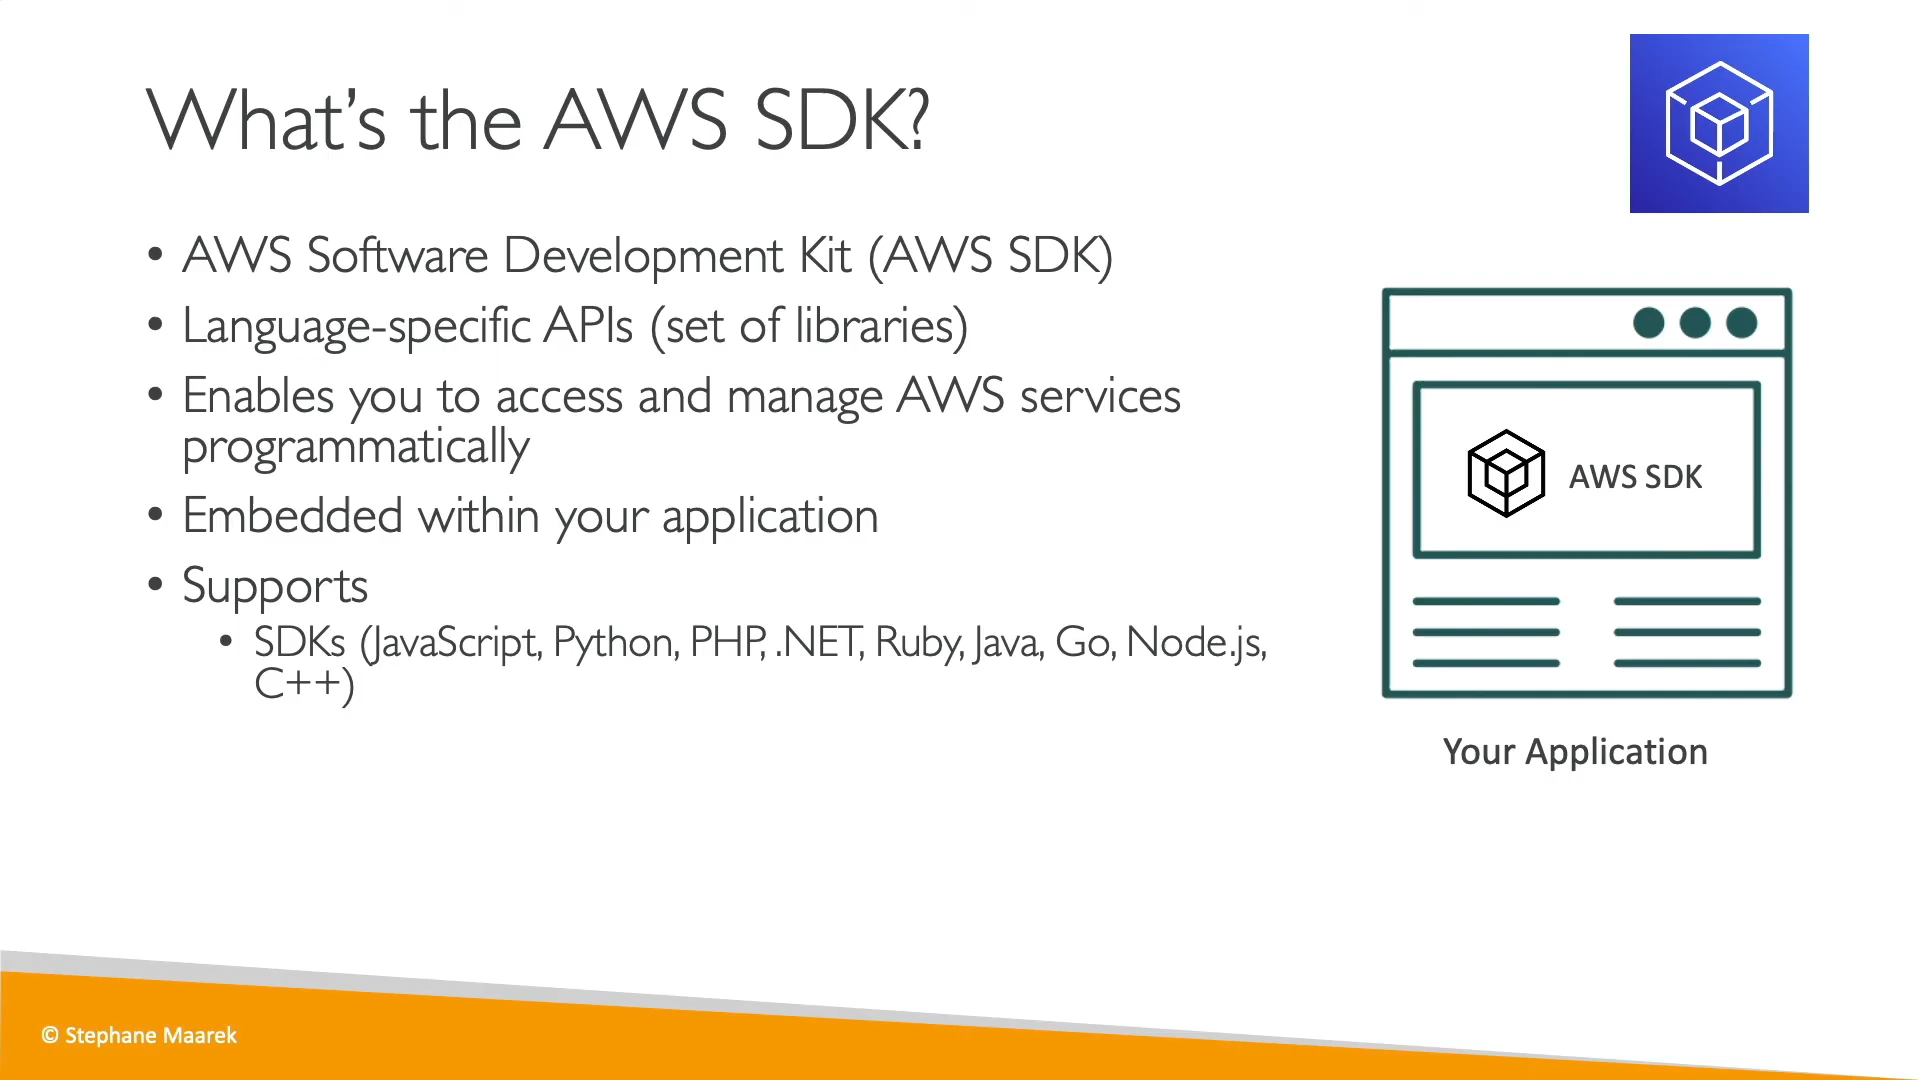 What's the AWS SDK?
• AWS Software Development Kit (AWS SDK)
• Language-specific APIs (set of libraries)
• Enables you to access and manage AWS services
programmatically
• Embedded within your application
• Supports
• SDKs (JavaScript, Python, PHP, .NET, Ruby, Java, Go, Node.js,
C++)
AWS SDK
Your Application
© Stephane Maarek